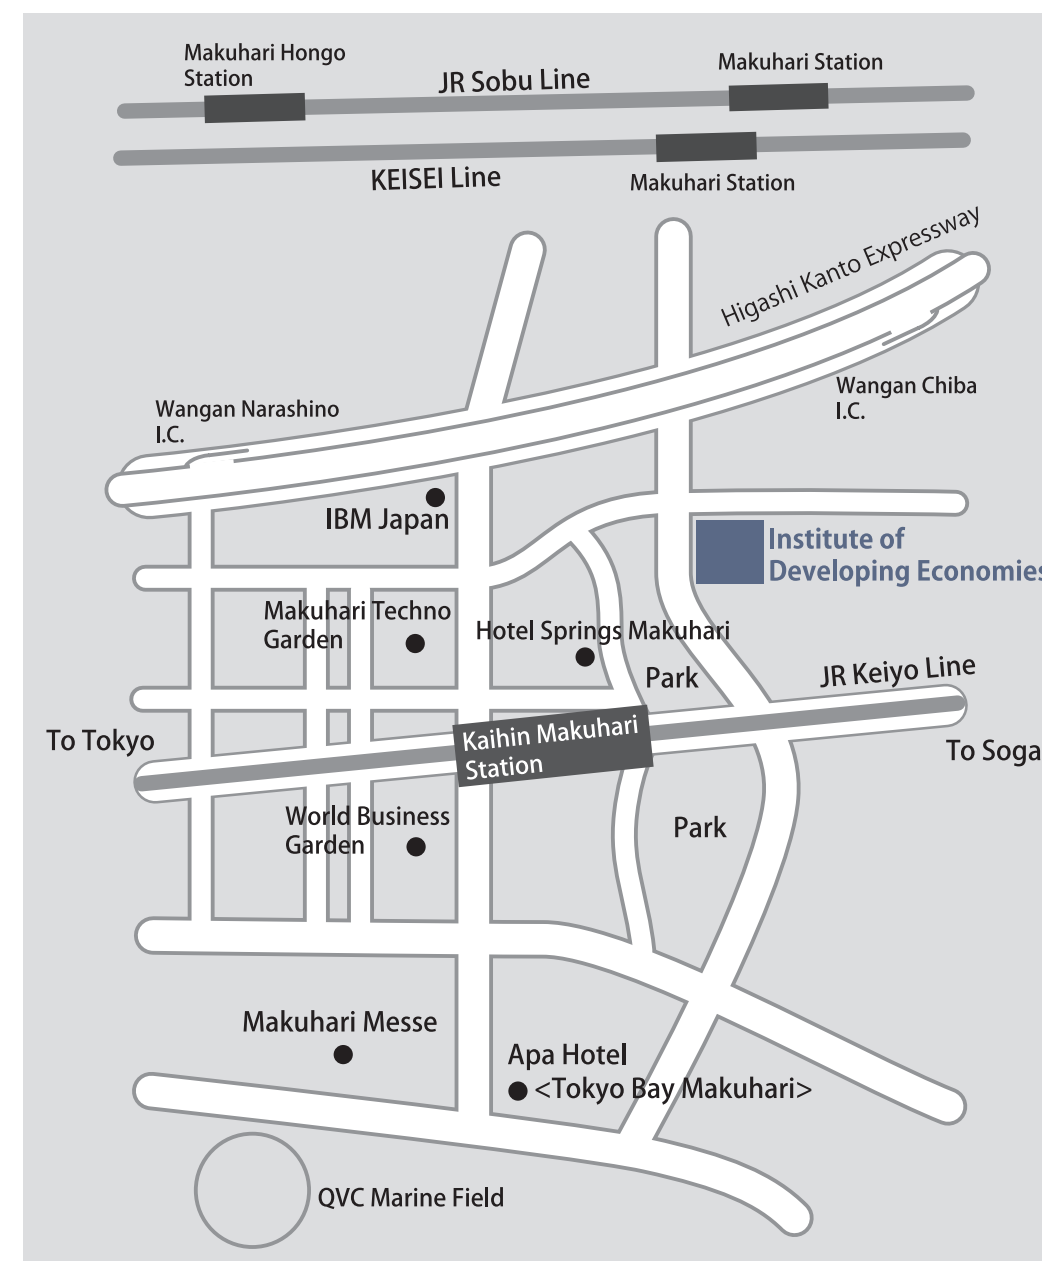 Makuhari Hongo
Station
JR Sobu Line
Makuhari Station
KEISEI Line
Makuhari Station
Higashi Kanto Expressway
Wangan Chiba
I.C.
Wangan Narashino
I.C.
IBM Japan
Institute of
Developing Economies
Makuhari Techno
Garden
Hotel Springs Makuhari
Park
JR Keiyo Line
To Tokyo
Kaihin Makuhari
Station
To Soga
World Business
Garden
Park
Makuhari Messe
Apa Hotel
<Tokyo Bay Makuhari>
QVC Marine Field